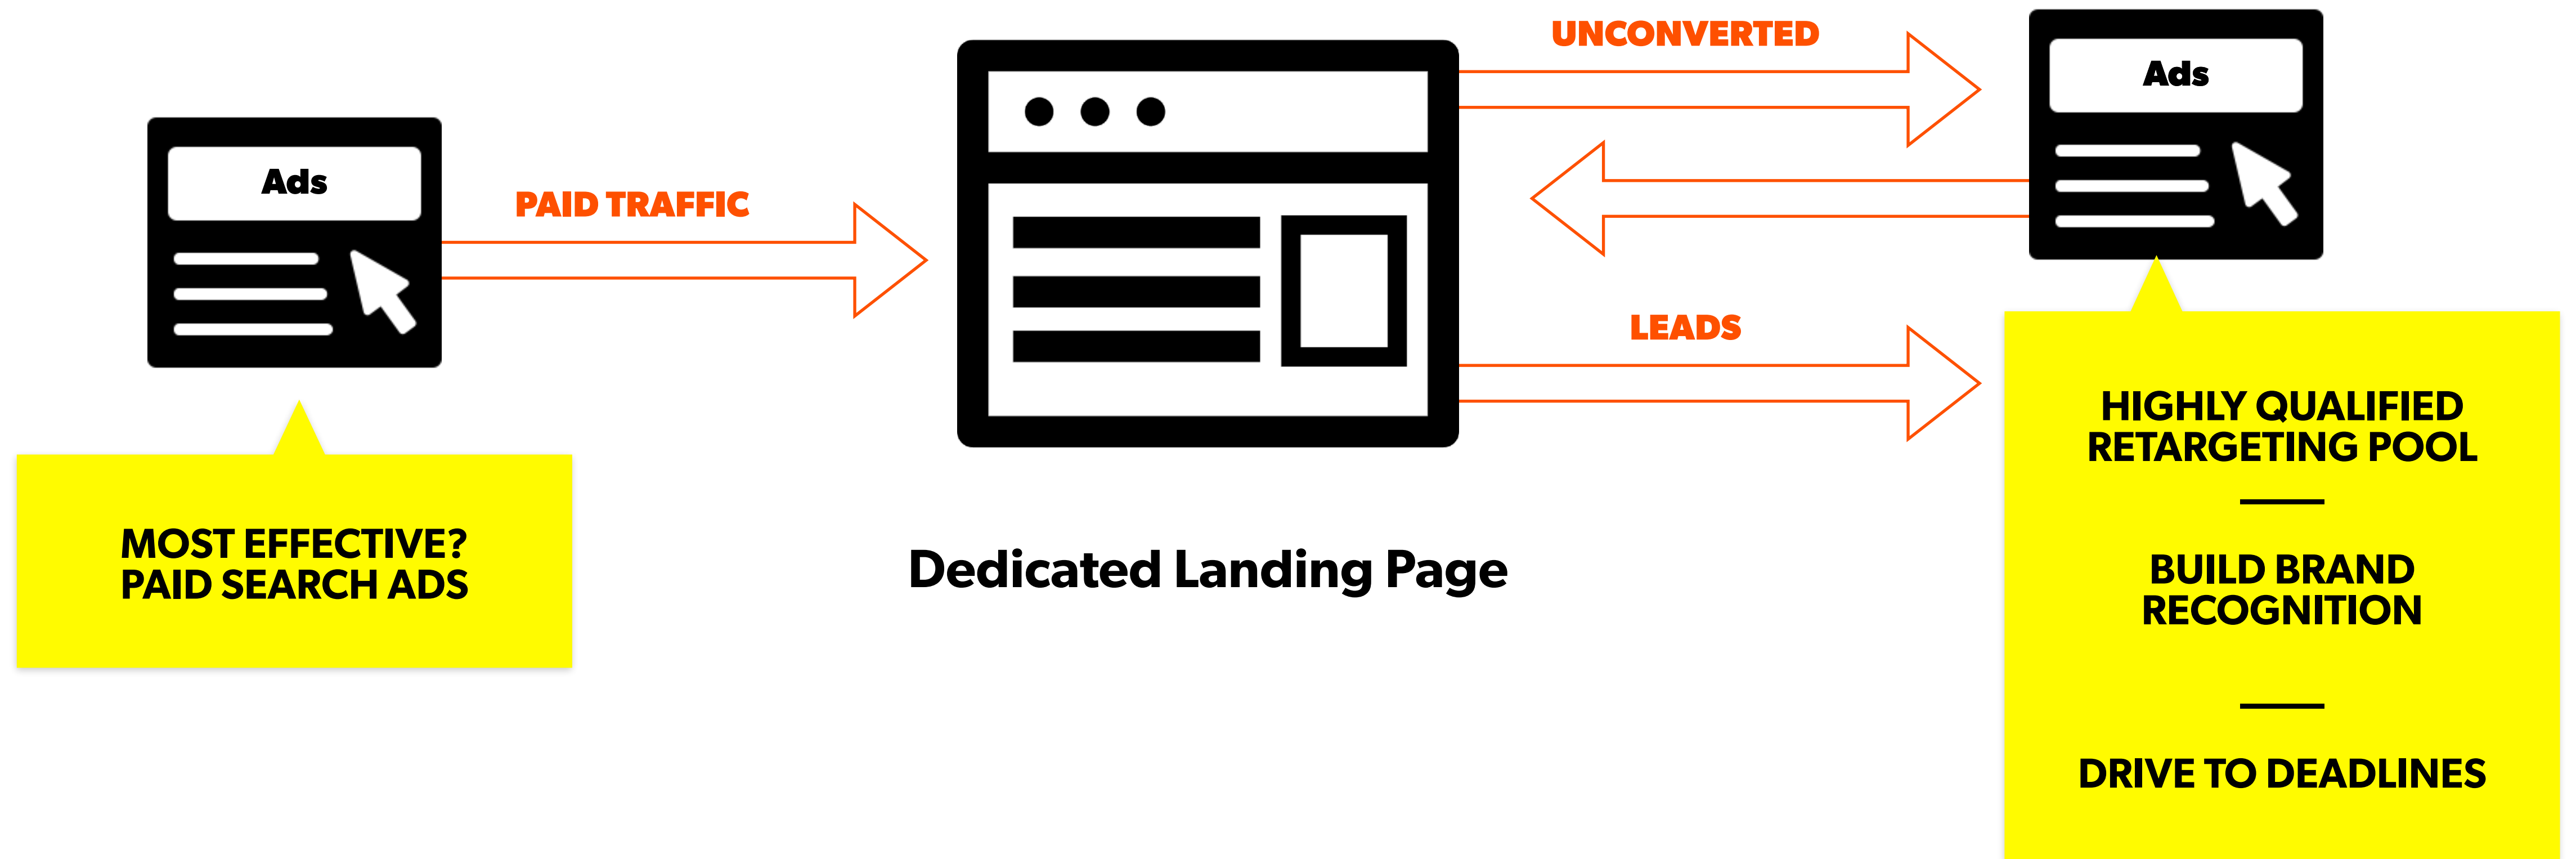 Ads
PAID TRAFFIC
MOST EFFECTIVE?
PAID SEARCH ADS
Dedicated Landing Page
UNCONVERTED
LEADS
Ads
HIGHLY QUALIFIED
RETARGETING POOL
BUILD BRAND
RECOGNITION
DRIVE TO DEADLINES